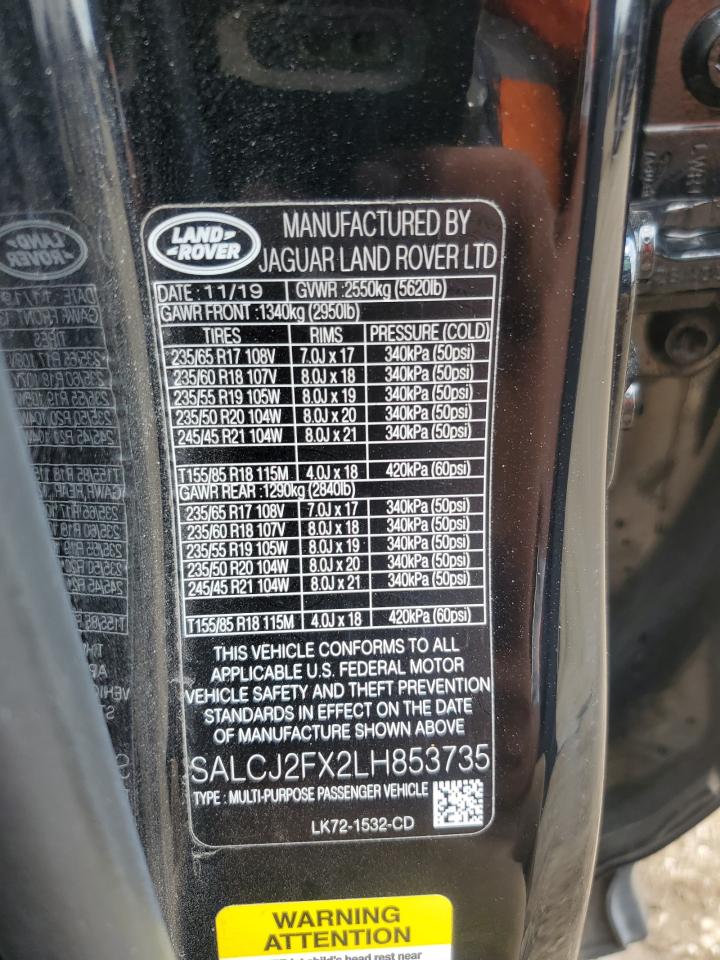 LAND ROVER
MANUFACTURED BY
JAGUAR LAND ROVER LTD
DATE : 11/19 GVWR :2550kg (5620lb)
GAWR FRONT :1340kg (2950lb)
TIRES RIMS PRESSURE (COLD)
235/65 R17 108V 7.0J x 17 340kPa (50psi)
235/60 R18 107V 8.0J x 18 340kPa (50psi)
235/55 R19 105W 8.0J x 19 340kPa (50psi)
235/50 R20 104W 8.0J x 20 340kPa (50psi)
245/45 R21 104W 8.0J x 21 340kPa (50psi)
T155/85 R18 115M 4.0J x 18 420kPa (60psi)
GAWR REAR :1290kg (2840lb)
235/65 R17 108V 7.0J x 17 340kPa (50psi)
235/60 R18 107V 8.0J x 18 340kPa (50psi)
235/55 R19 105W 8.0J x 19 340kPa (50psi)
235/50 R20 104W 8.0J x 20 340kPa (50psi)
245/45 R21 104W 8.0J x 21 340kPa (50psi)
T155/85 R18 115M 4.0J x 18 420kPa (60psi)
THIS VEHICLE CONFORMS TO ALL
APPLICABLE U.S. FEDERAL MOTOR
VEHICLE SAFETY AND THEFT PREVENTION
STANDARDS IN EFFECT ON THE DATE
OF MANUFACTURE SHOWN ABOVE
SALCJ2FX2LH853735
TYPE : MULTI-PURPOSE PASSENGER VEHICLE
LK72-1532-CD
WARNING
ATTENTION
child's head rest near